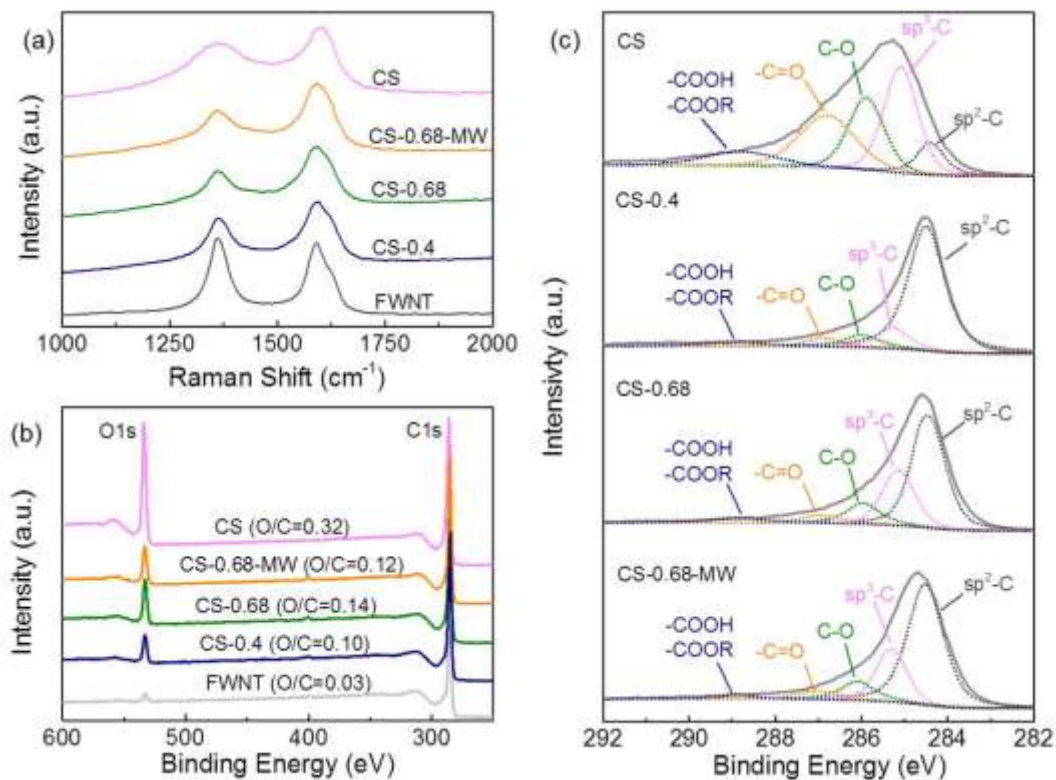 (a)
CS
CS-0.68-MW
CS-0.68
CS-0.4
FWNT
Intensity (a.u.)
1000 1250 1500 1750 2000
Raman Shift (cm⁻¹)
(b)
O1s
C1s
CS (O/C=0.32)
CS-0.68-MW (O/C=0.12)
CS-0.68 (O/C=0.14)
CS-0.4 (O/C=0.10)
FWNT (O/C=0.03)
Intensity (a.u.)
600 500 400 300
Binding Energy (eV)
(c)
CS
-COOH
-COOR
-C=O
C-O
sp³-C
sp²-C
CS-0.4
-COOH
-COOR
-C=O
C-O
sp³-C
sp²-C
CS-0.68
-COOH
-COOR
-C=O
C-O
sp³-C
sp²-C
CS-0.68-MW
-COOH
-COOR
-C=O
C-O
sp³-C
sp²-C
Intensivty (a.u.)
292 290 288 286 284 282
Binding Energy (eV)